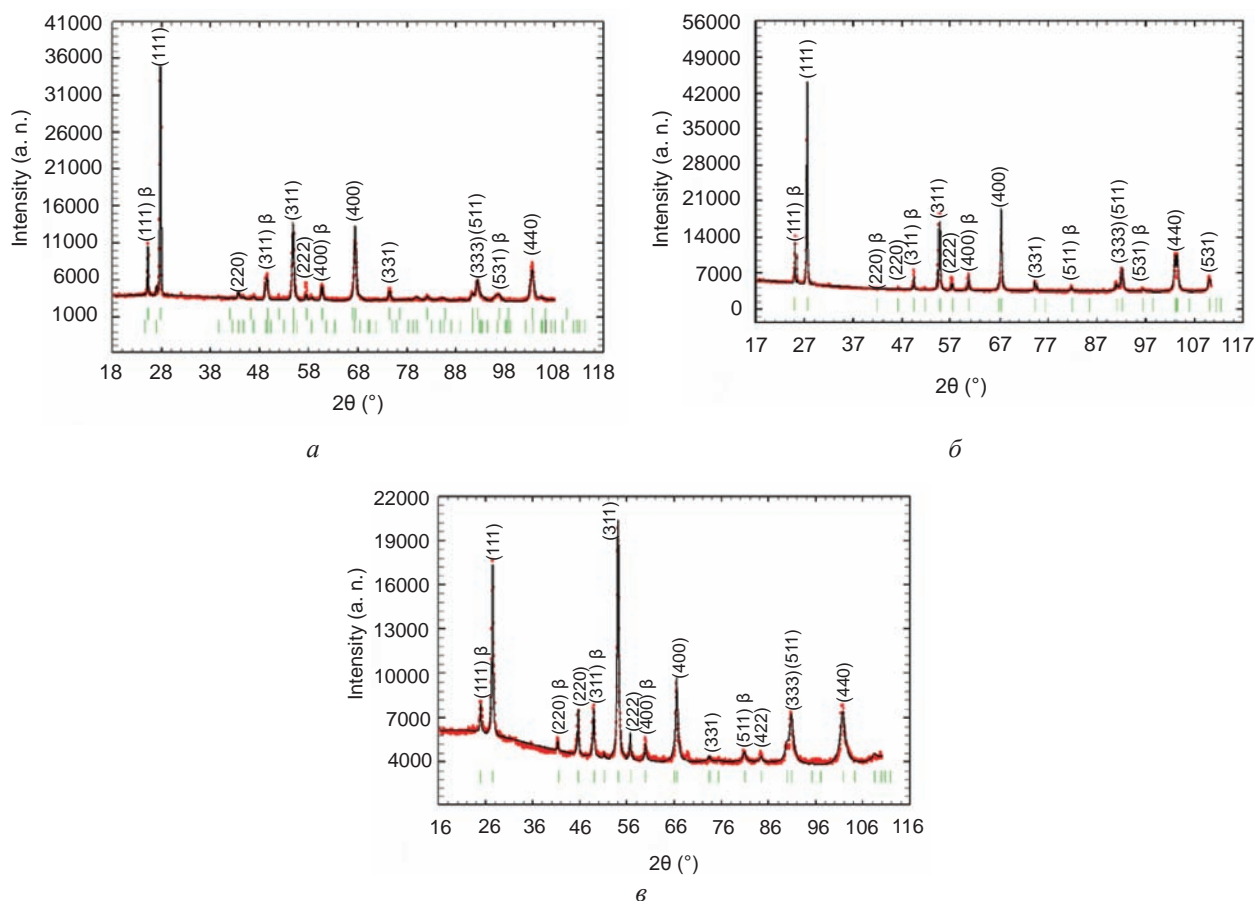 41000
36000
31000
26000
21000
16000
11000
6000
1000
Intensity (a. n.)
(111) β
(111)
(220)
(311) β
(311)
(222)
(400) β
(400)
(331)
(333) (511)
(531) β
(440)
18 28 38 48 58 68 78 88 98 108 118
2θ (°)
а
56000
49000
42000
35000
28000
21000
14000
7000
0
Intensity (a. n.)
(111) β
(111)
(220) β
(220)
(311) β
(311)
(222)
(400) β
(400)
(331)
(511) β
(333) (511)
(531) β
(440)
(531)
17 27 37 47 57 67 77 87 97 107 117
2θ (°)
б
22000
19000
16000
13000
10000
7000
4000
Intensity (a. n.)
(111) β
(111)
(220) β
(220)
(311) β
(311)
(222)
(400) β
(400)
(331)
(511) β
(422)
(333) (511)
(440)
16 26 36 46 56 66 76 86 96 106 116
2θ (°)
в